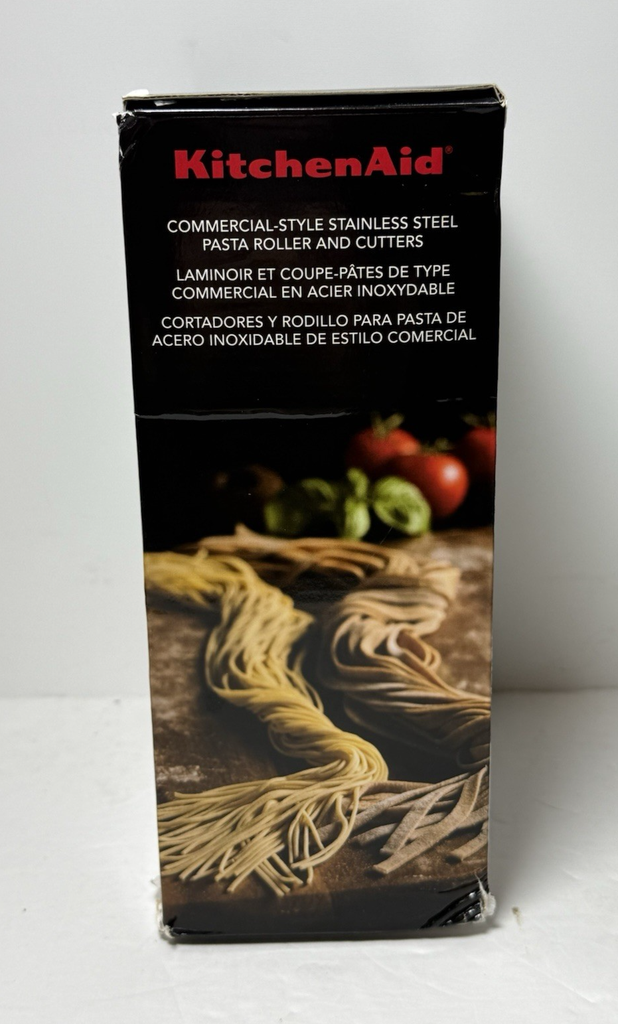 KitchenAid®
COMMERCIAL-STYLE STAINLESS STEEL
PASTA ROLLER AND CUTTERS
LAMINOIR ET COUPE-PÂTES DE TYPE
COMMERCIAL EN ACIER INOXYDABLE
CORTADORES Y RODILLO PARA PASTA DE
ACERO INOXIDABLE DE ESTILO COMERCIAL